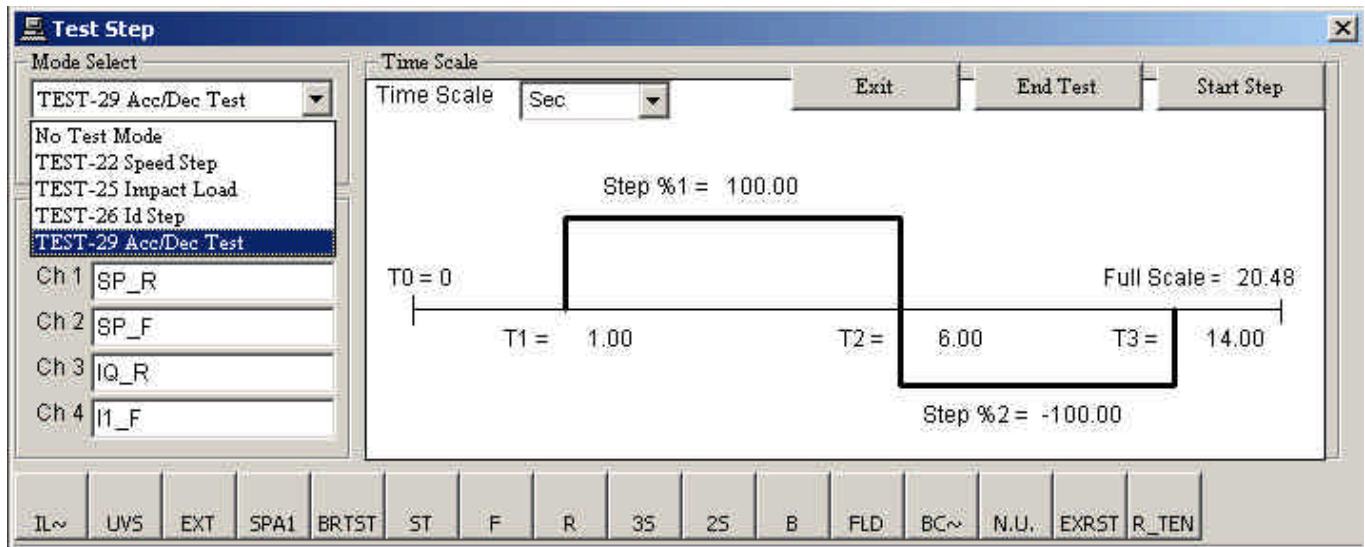 Test Step
Mode Select
TEST-29 Acc/Dec Test
No Test Mode
TEST-22 Speed Step
TEST-25 Impact Load
TEST-26 Id Step
TEST-29 Acc/Dec Test
Ch 1 SP_R
Ch 2 SP_F
Ch 3 IQ_R
Ch 4 I1_F
Time Scale
Time Scale Sec
Exit End Test Start Step
Step %1 = 100.00
T0 = 0 Full Scale = 20.48
T1 = 1.00 T2 = 6.00 T3 = 14.00
Step %2 = -100.00
IL~ UVS EXT SPA1 BRTST ST F R 3S 2S B FLD BC~ N.U. EXRST R_TEN